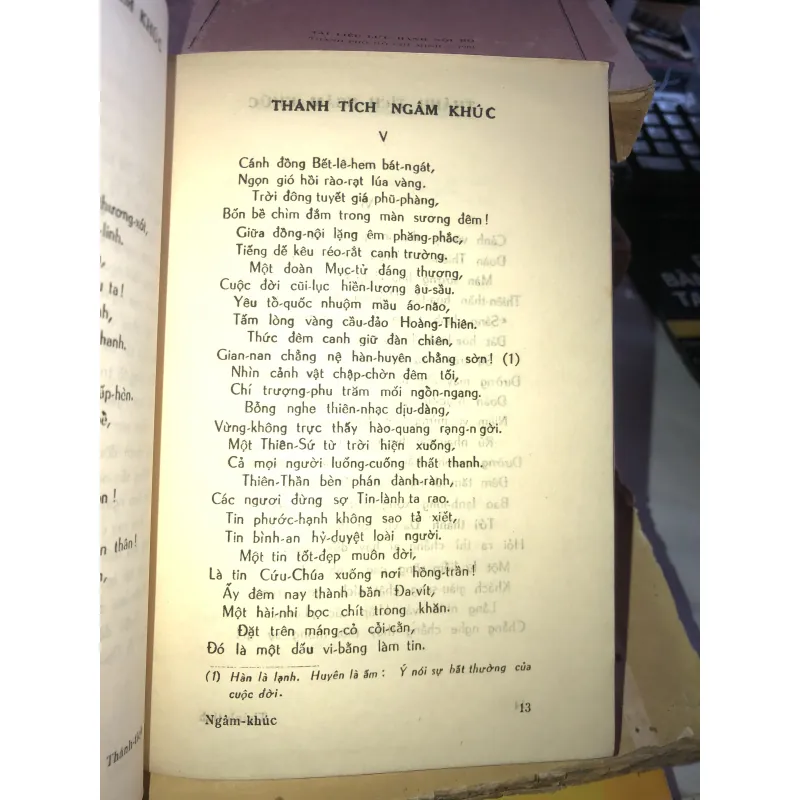 TÀI LIỆU LƯU HÀNH NỘI BỘ
THÁNH TÍCH NGÂM KHÚC
V
Cánh đồng Bết-lê-hem bát-ngát,
Ngọn gió hồi rào-rạt lúa vàng.
Trời đông tuyết giá phũ-phàng,
Bốn bề chìm đắm trong màn sương đêm!
Giữa đồng-nội lặng êm phăng-phắc,
Tiếng dế kêu réo-rắt canh trường.
Một đoàn Mục-tử đáng thương,
Cuộc đời cũi-lục hiền-lương âu-sầu.
Yêu tổ-quốc nhuộm mầu áo-não,
Tấm lòng vàng cầu-đảo Hoàng-Thiên.
Thức đêm canh giữ đàn chiên,
Gian-nan chẳng nệ hàn-huyên chẳng sờn! (1)
Nhìn cảnh vật chập-chờn đêm tối,
Chí trượng-phu trăm mối ngổn-ngang.
Bỗng nghe thiên-nhạc dịu-dàng,
Vừng-không trực thấy hào-quang rạng-n gời.
Một Thiên-Sứ từ trời hiện xuống,
Cả mọi người luống-cuống thất thanh.
Thiên-Thần bèn phán dành-rành,
Các ngươi đừng sợ Tin-lành ta rao.
Tin phước-hạnh không sao tả xiết,
Tin bình-an hỷ-duyệt loài người.
Một tin tốt-đẹp muôn đời,
Là tin Cứu-Chúa xuống nơi hồng-trần!
Ấy đêm nay thành bần Đa-vít,
Một hài-nhi bọc chít trong khăn.
Đặt trên máng-cỏ cỗi-cằn,
Đó là một dấu vi-bằng làm tin.
(1) Hàn là lạnh. Huyên là ấm: Ý nói sự bất thường của
cuộc đời.
Ngâm-khúc
13